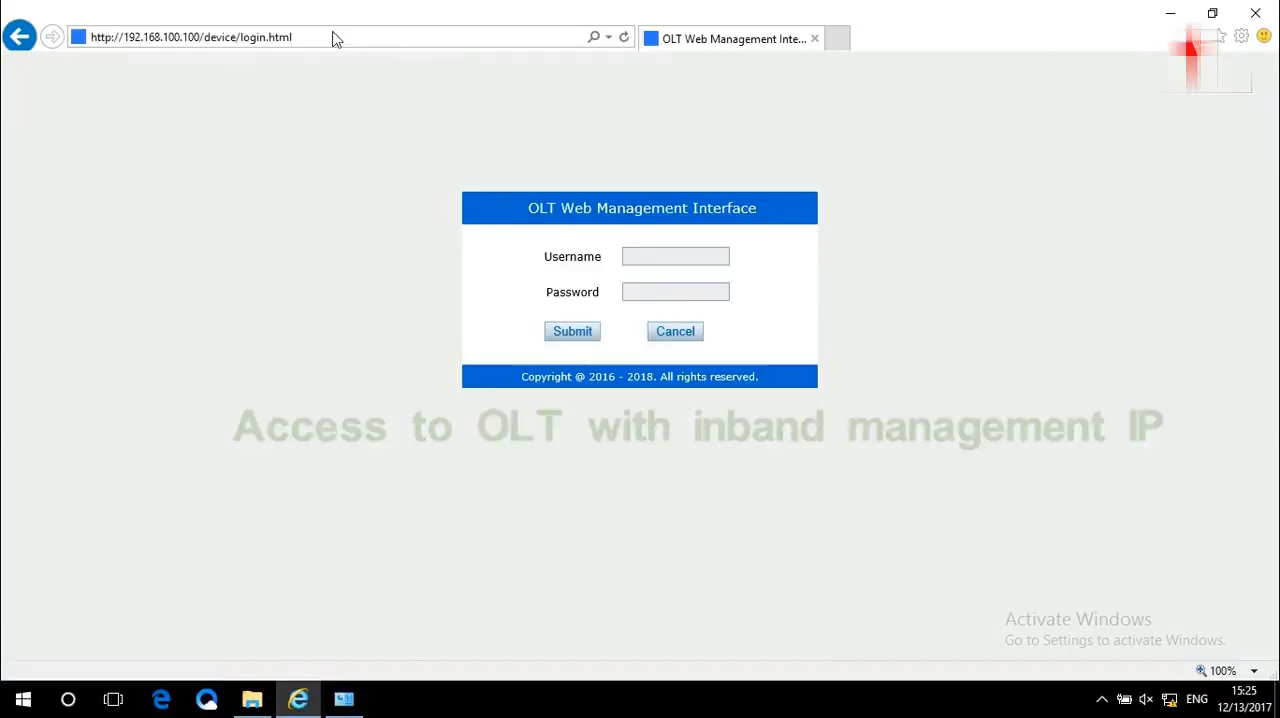 http://192.168.100.100/device/login.html
OLT Web Management Inte...
OLT Web Management Interface
Username
Password
Submit Cancel
Copyright @ 2016 - 2018. All rights reserved.
Access to OLT with inband management IP
Activate Windows
Go to Settings to activate Windows.
100%
ENG
15:25
12/13/2017